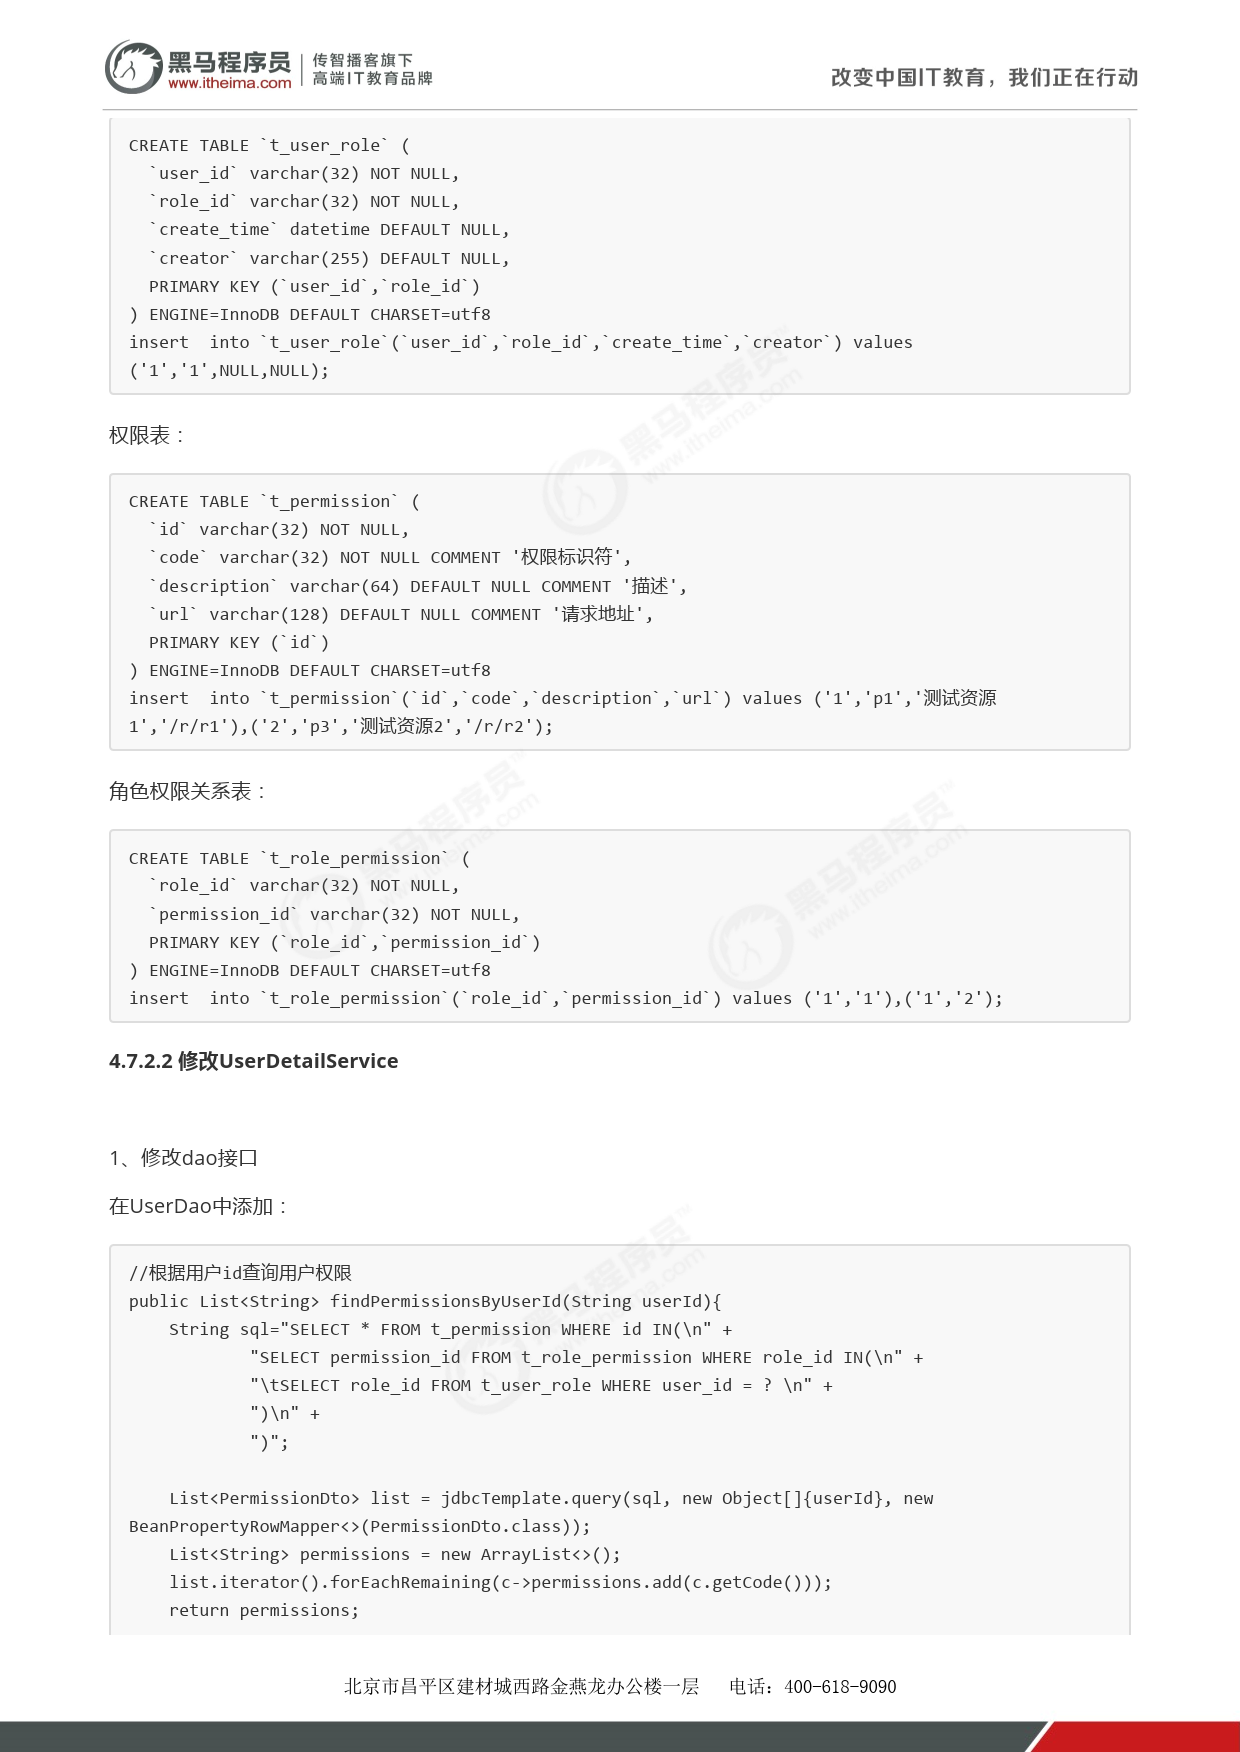 黑马程序员
www.itheima.com
传智播客旗下
高端IT教育品牌
改变中国IT教育，我们正在行动
CREATE TABLE `t_user_role` (
  `user_id` varchar(32) NOT NULL,
  `role_id` varchar(32) NOT NULL,
  `create_time` datetime DEFAULT NULL,
  `creator` varchar(255) DEFAULT NULL,
  PRIMARY KEY (`user_id`,`role_id`)
) ENGINE=InnoDB DEFAULT CHARSET=utf8
insert  into `t_user_role`(`user_id`,`role_id`,`create_time`,`creator`) values
('1','1',NULL,NULL);
权限表：
CREATE TABLE `t_permission` (
  `id` varchar(32) NOT NULL,
  `code` varchar(32) NOT NULL COMMENT '权限标识符',
  `description` varchar(64) DEFAULT NULL COMMENT '描述',
  `url` varchar(128) DEFAULT NULL COMMENT '请求地址',
  PRIMARY KEY (`id`)
) ENGINE=InnoDB DEFAULT CHARSET=utf8
insert  into `t_permission`(`id`,`code`,`description`,`url`) values ('1','p1','测试资源
1','/r/r1'),('2','p3','测试资源2','/r/r2');
角色权限关系表：
CREATE TABLE `t_role_permission` (
  `role_id` varchar(32) NOT NULL,
  `permission_id` varchar(32) NOT NULL,
  PRIMARY KEY (`role_id`,`permission_id`)
) ENGINE=InnoDB DEFAULT CHARSET=utf8
insert  into `t_role_permission`(`role_id`,`permission_id`) values ('1','1'),('1','2');
4.7.2.2 修改UserDetailService
1、修改dao接口
在UserDao中添加：
//根据用户id查询用户权限
public List<String> findPermissionsByUserId(String userId){
    String sql="SELECT * FROM t_permission WHERE id IN(\n" +
            "SELECT permission_id FROM t_role_permission WHERE role_id IN(\n" +
            "\tSELECT role_id FROM t_user_role WHERE user_id = ? \n" +
            ")\n" +
            ")";
    List<PermissionDto> list = jdbcTemplate.query(sql, new Object[]{userId}, new
BeanPropertyRowMapper<>(PermissionDto.class));
    List<String> permissions = new ArrayList<>();
    list.iterator().forEachRemaining(c->permissions.add(c.getCode()));
    return permissions;
北京市昌平区建材城西路金燕龙办公楼一层   电话：400-618-9090